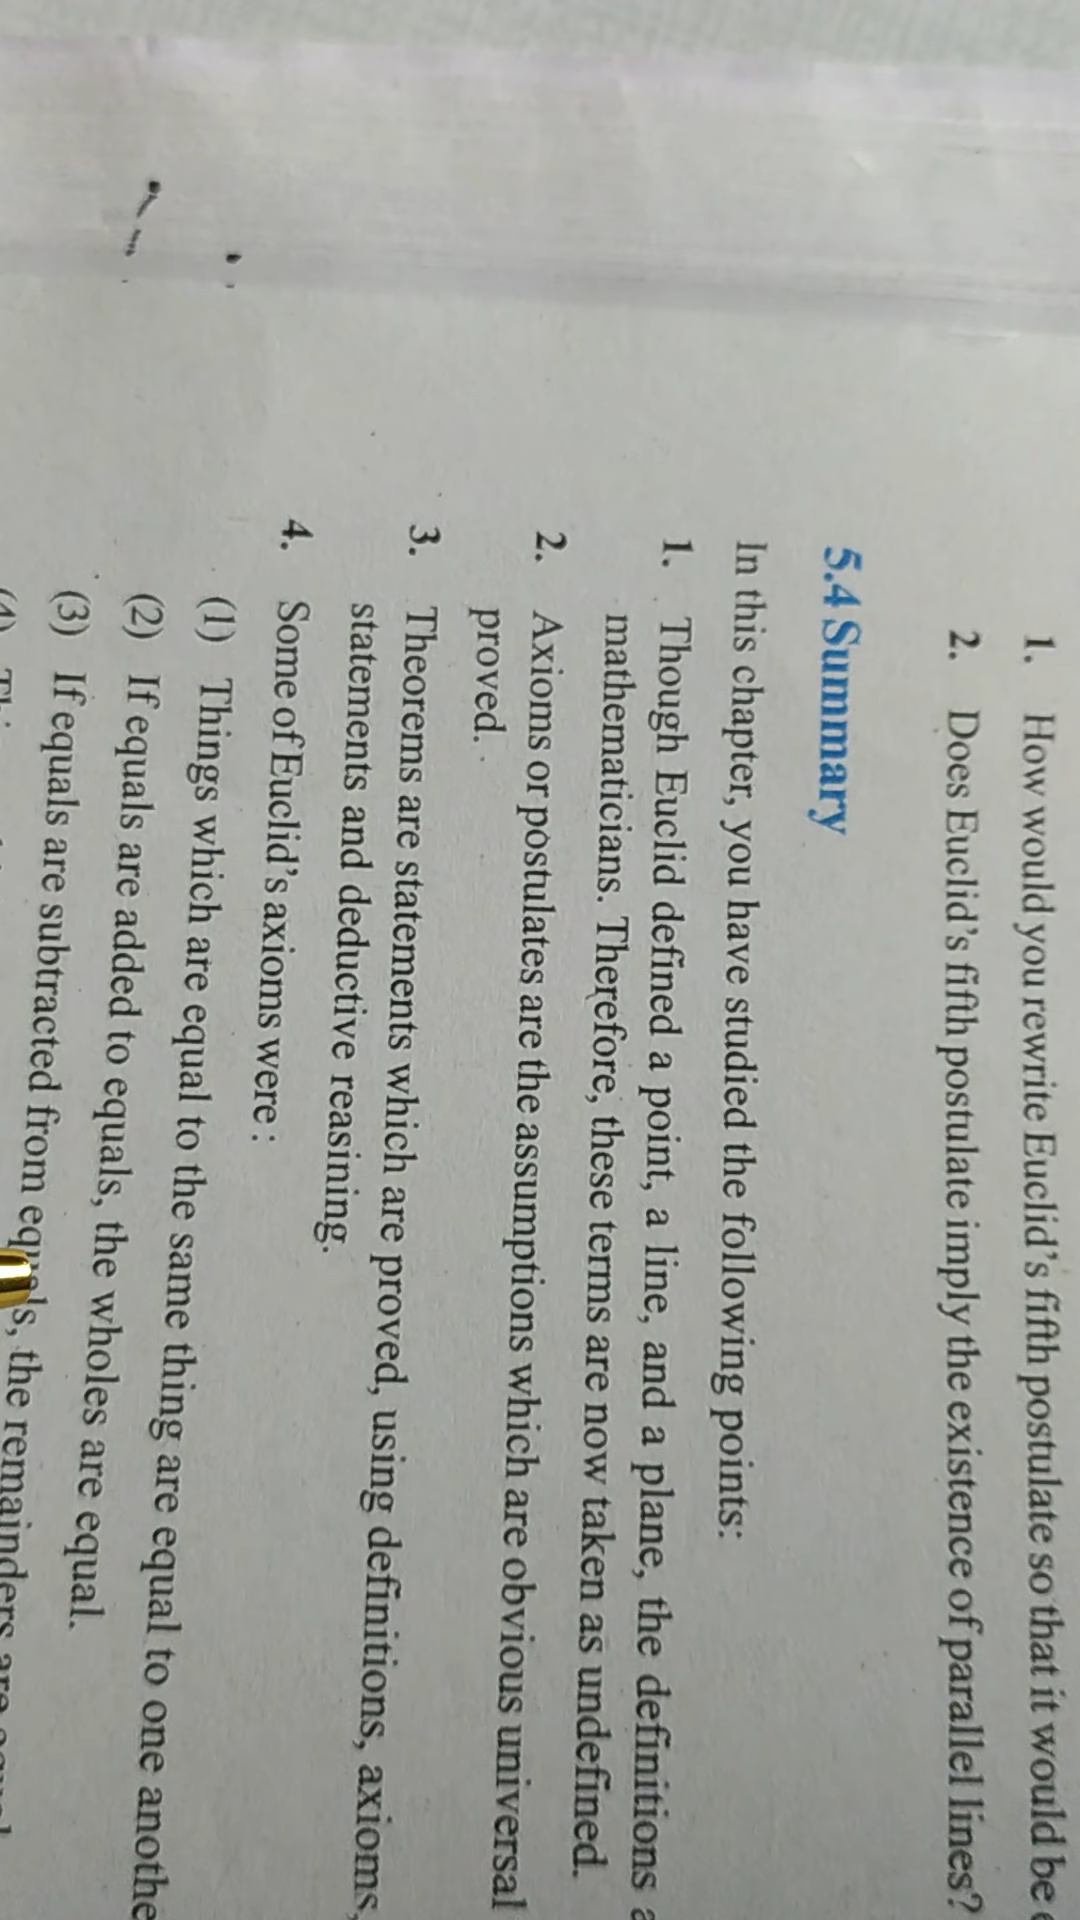 1. How would you rewrite Euclid's fifth postulate so that it would be
2. Does Euclid's fifth postulate imply the existence of parallel lines?
5.4 Summary
In this chapter, you have studied the following points:
1. Though Euclid defined a point, a line, and a plane, the definitions
mathematicians. Therefore, these terms are now taken as undefined.
2. Axioms or postulates are the assumptions which are obvious universal
proved.
3. Theorems are statements which are proved, using definitions, axioms,
statements and deductive reasining.
4. Some of Euclid's axioms were :
(1) Things which are equal to the same thing are equal to one anothe
(2) If equals are added to equals, the wholes are equal.
(3) If equals are subtracted from equals, the remainders are